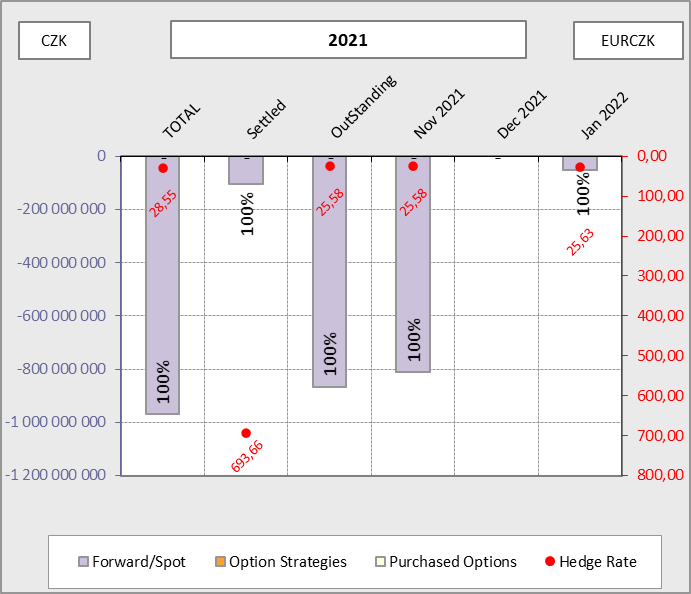 CZK
2021
EURCZK
TOTAL
Settled
OutStanding
Nov 2021
Dec 2021
Jan 2022
0
-200 000 000
-400 000 000
-600 000 000
-800 000 000
-1 000 000 000
-1 200 000 000
0,00
100,00
200,00
300,00
400,00
500,00
600,00
700,00
800,00
28,55
100%
100%
693,66
25,58
100%
25,58
100%
100%
25,63
Forward/Spot
Option Strategies
Purchased Options
Hedge Rate